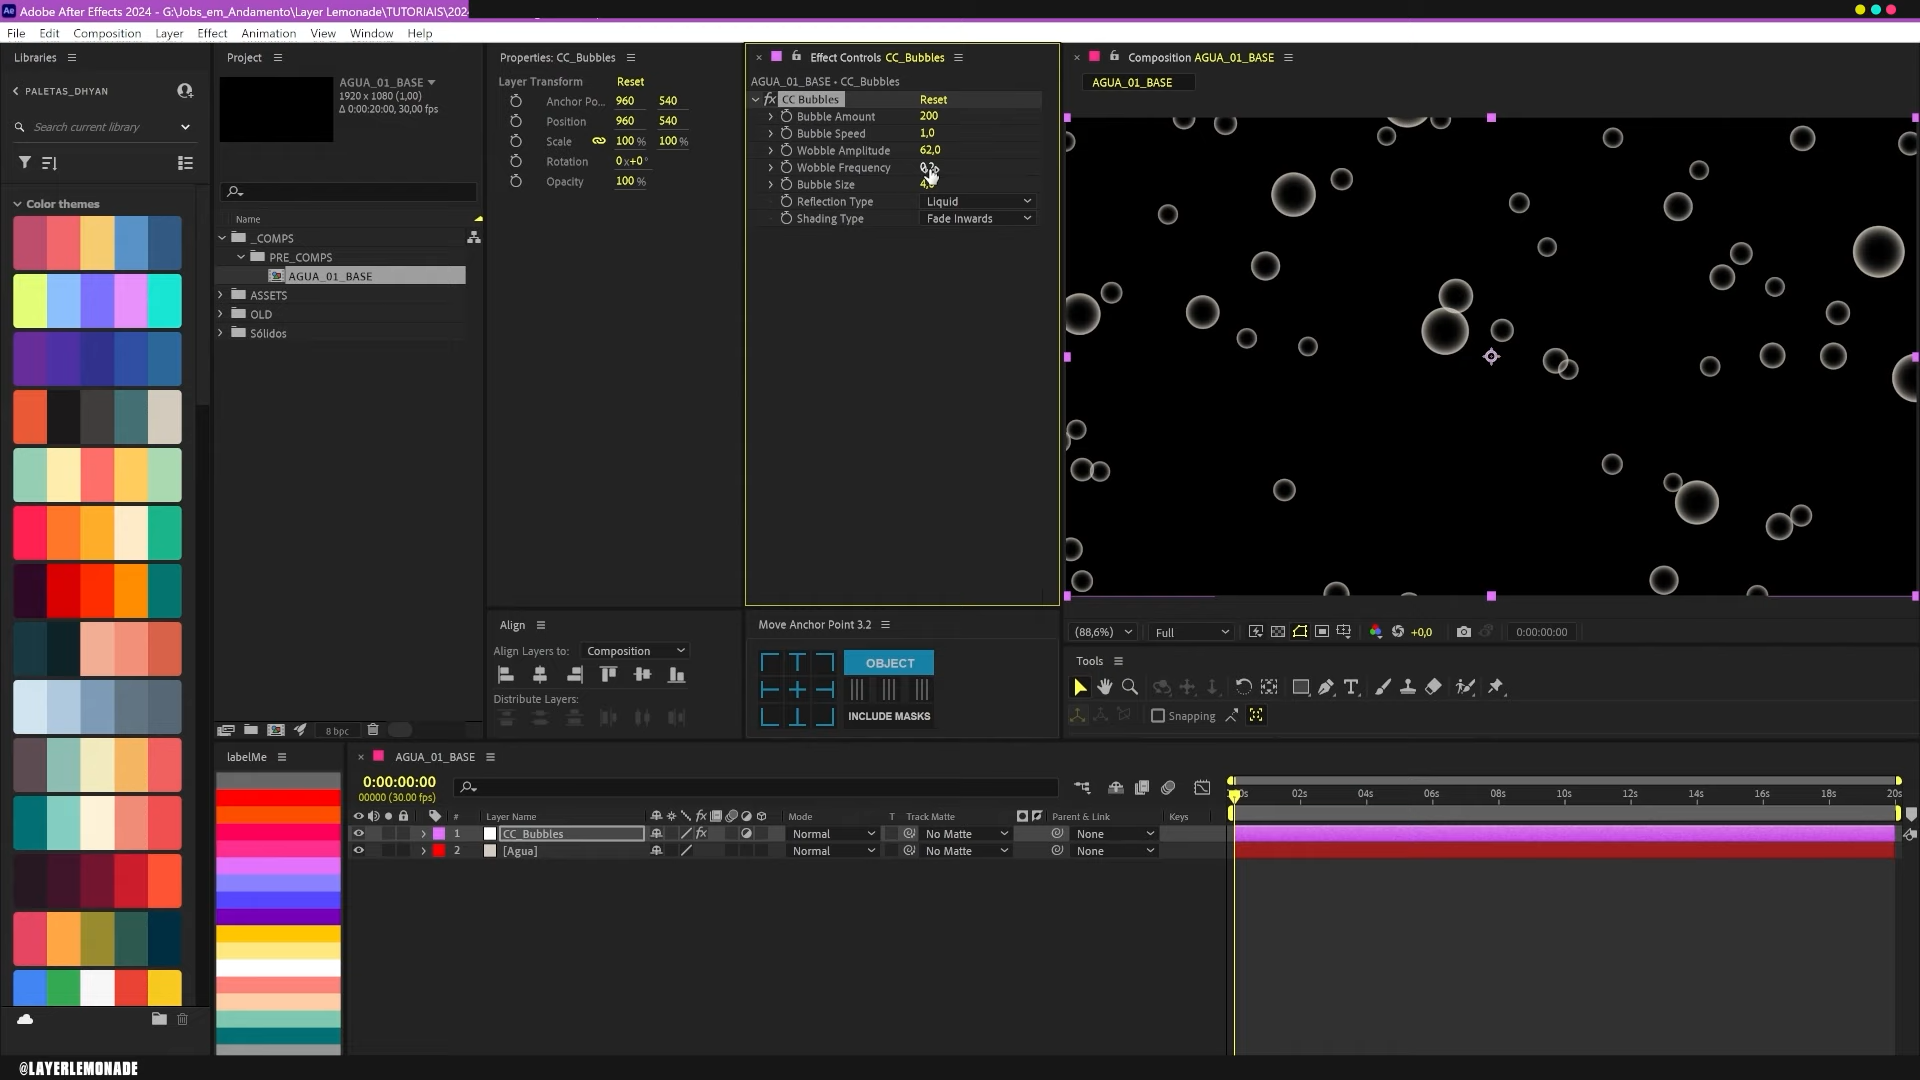 Adobe After Effects 2024 - G:\Jobs_em_Andamento\Layer Lemonade\TUTORIAIS\202
File Edit Composition Layer Effect Animation View Window Help
Libraries
PALETAS_DHYAN
Search current library
Color themes
Project
AGUA_01_BASE
1920 x 1080 (1,00)
Δ 0:00:20:00, 30,00 fps
Name
_COMPS
PRE_COMPS
AGUA_01_BASE
ASSETS
OLD
Sólidos
8 bpc
Properties: CC_Bubbles
Layer Transform Reset
Anchor Po... 960 540
Position 960 540
Scale 100 % 100 %
Rotation 0 x+0°
Opacity 100 %
Align
Align Layers to: Composition
Distribute Layers:
Effect Controls CC_Bubbles
AGUA_01_BASE • CC_Bubbles
fx CC Bubbles Reset
Bubble Amount 200
Bubble Speed 1,0
Wobble Amplitude 62,0
Wobble Frequency
Bubble Size
Reflection Type Liquid
Shading Type Fade Inwards
Move Anchor Point 3.2
OBJECT
INCLUDE MASKS
Composition AGUA_01_BASE
AGUA_01_BASE
(88,6%) Full +0,0 0:00:00:00
Tools
Snapping
labelMe
AGUA_01_BASE
0:00:00:00
00000 (30.00 fps)
# Layer Name fx Mode T Track Matte Parent & Link Keys
1 CC_Bubbles fx Normal No Matte None
2 [Agua] Normal No Matte None
02s 04s 06s 08s 10s 12s 14s 16s 18s 20s
@LAYERLEMONADE